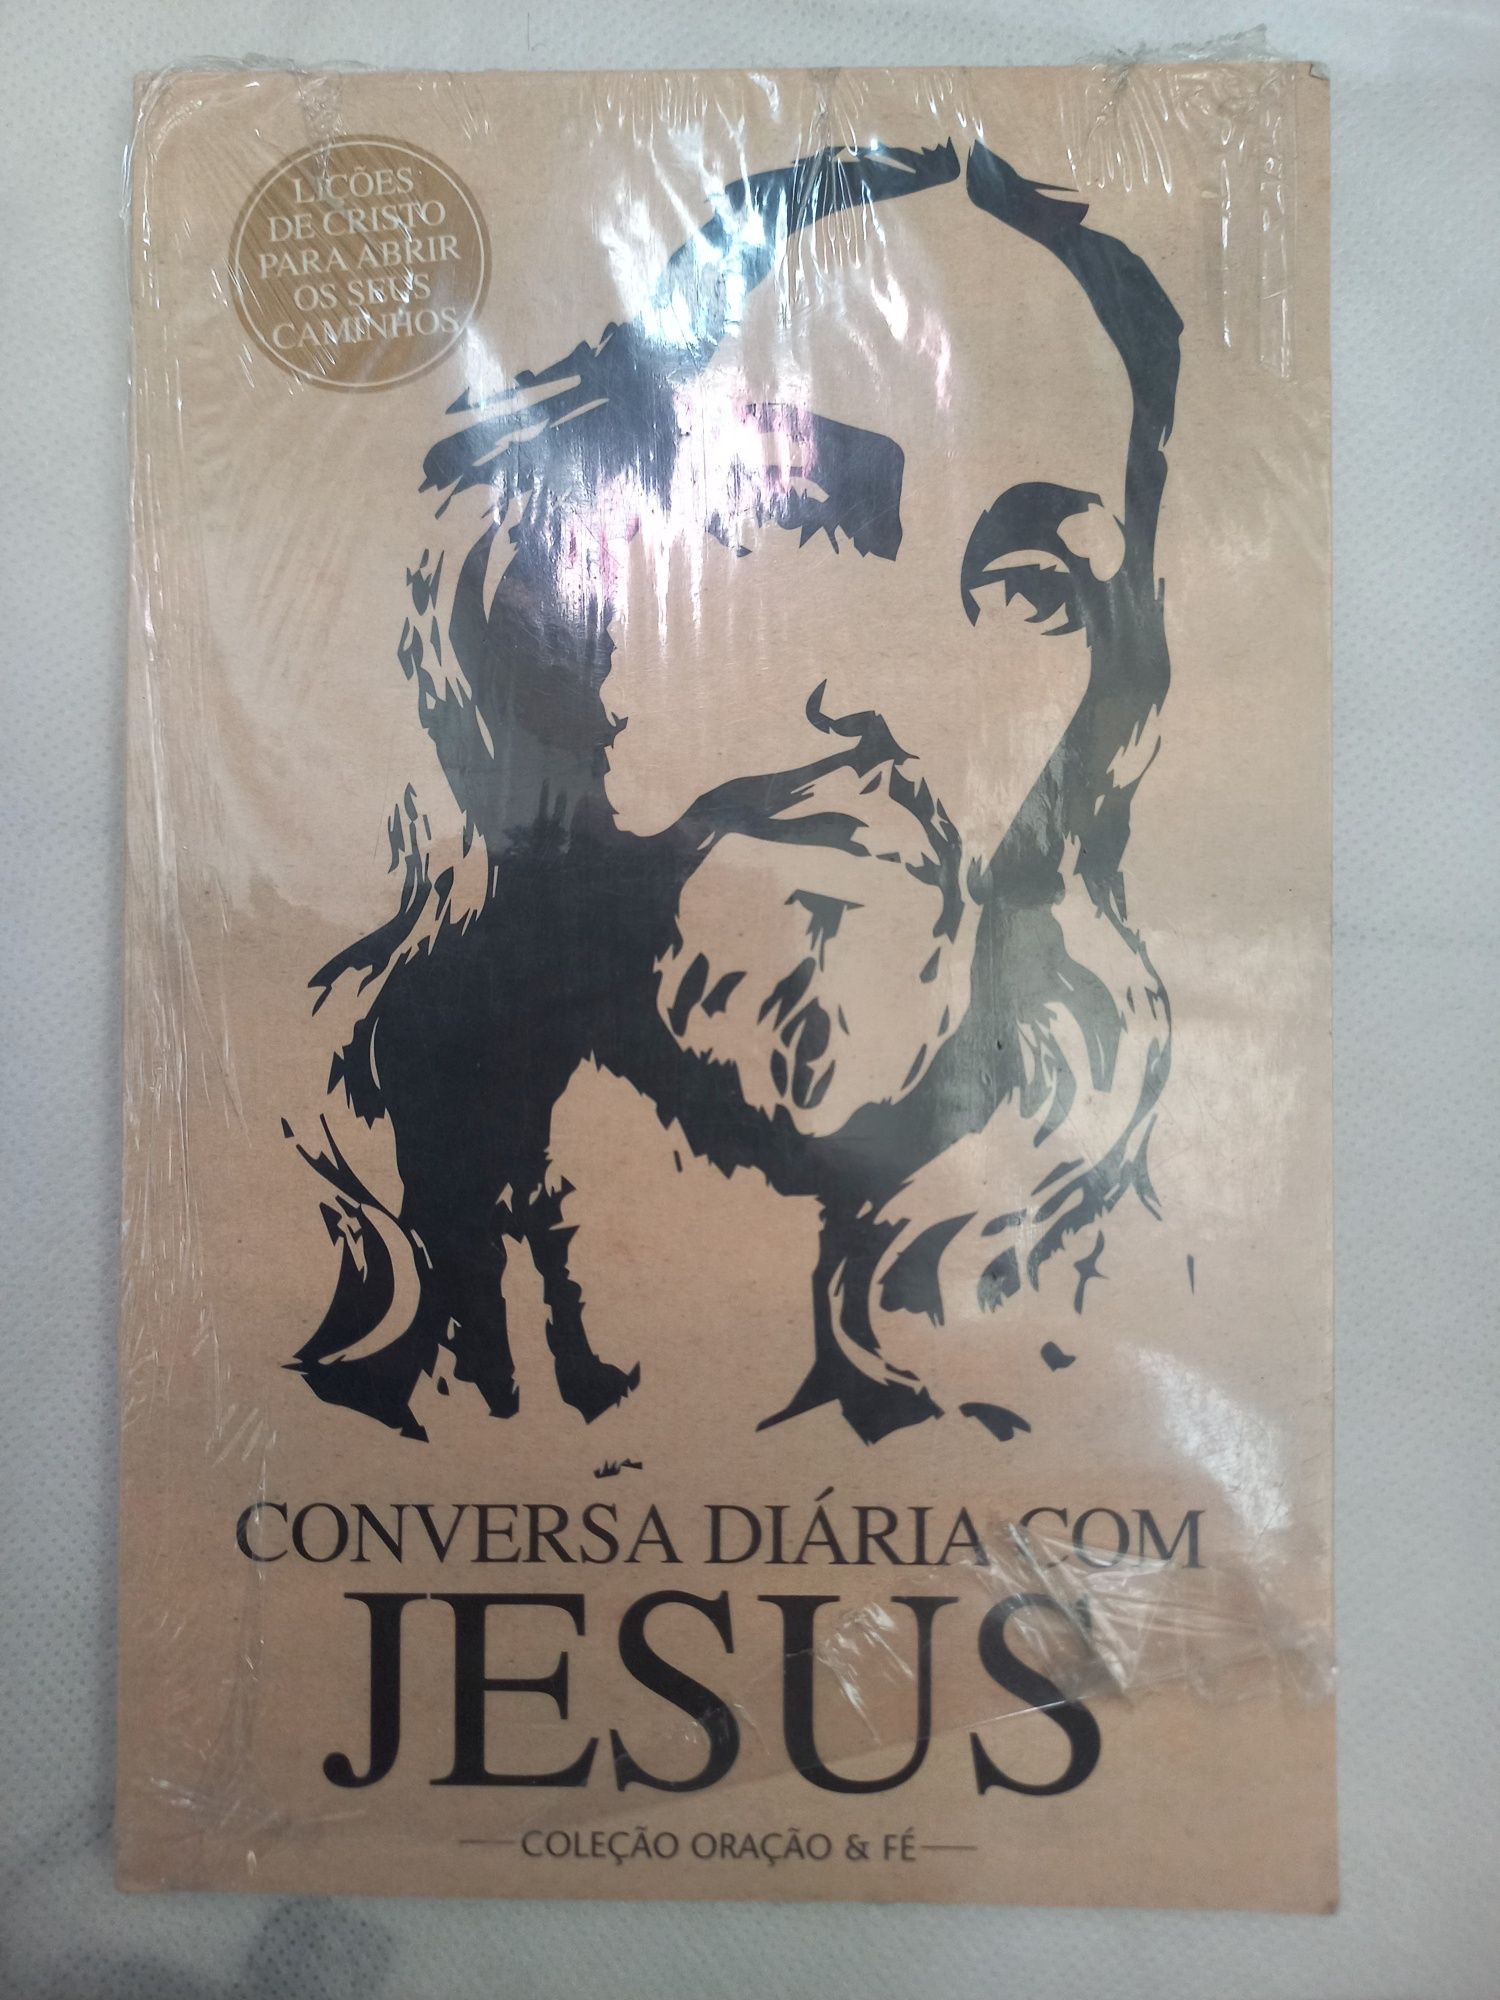 LIÇÕES
DE CRISTO
PARA ABRIR
OS SEUS
CAMINHOS
CONVERSA DIÁRIA COM
JESUS
COLEÇÃO ORAÇÃO & FÉ